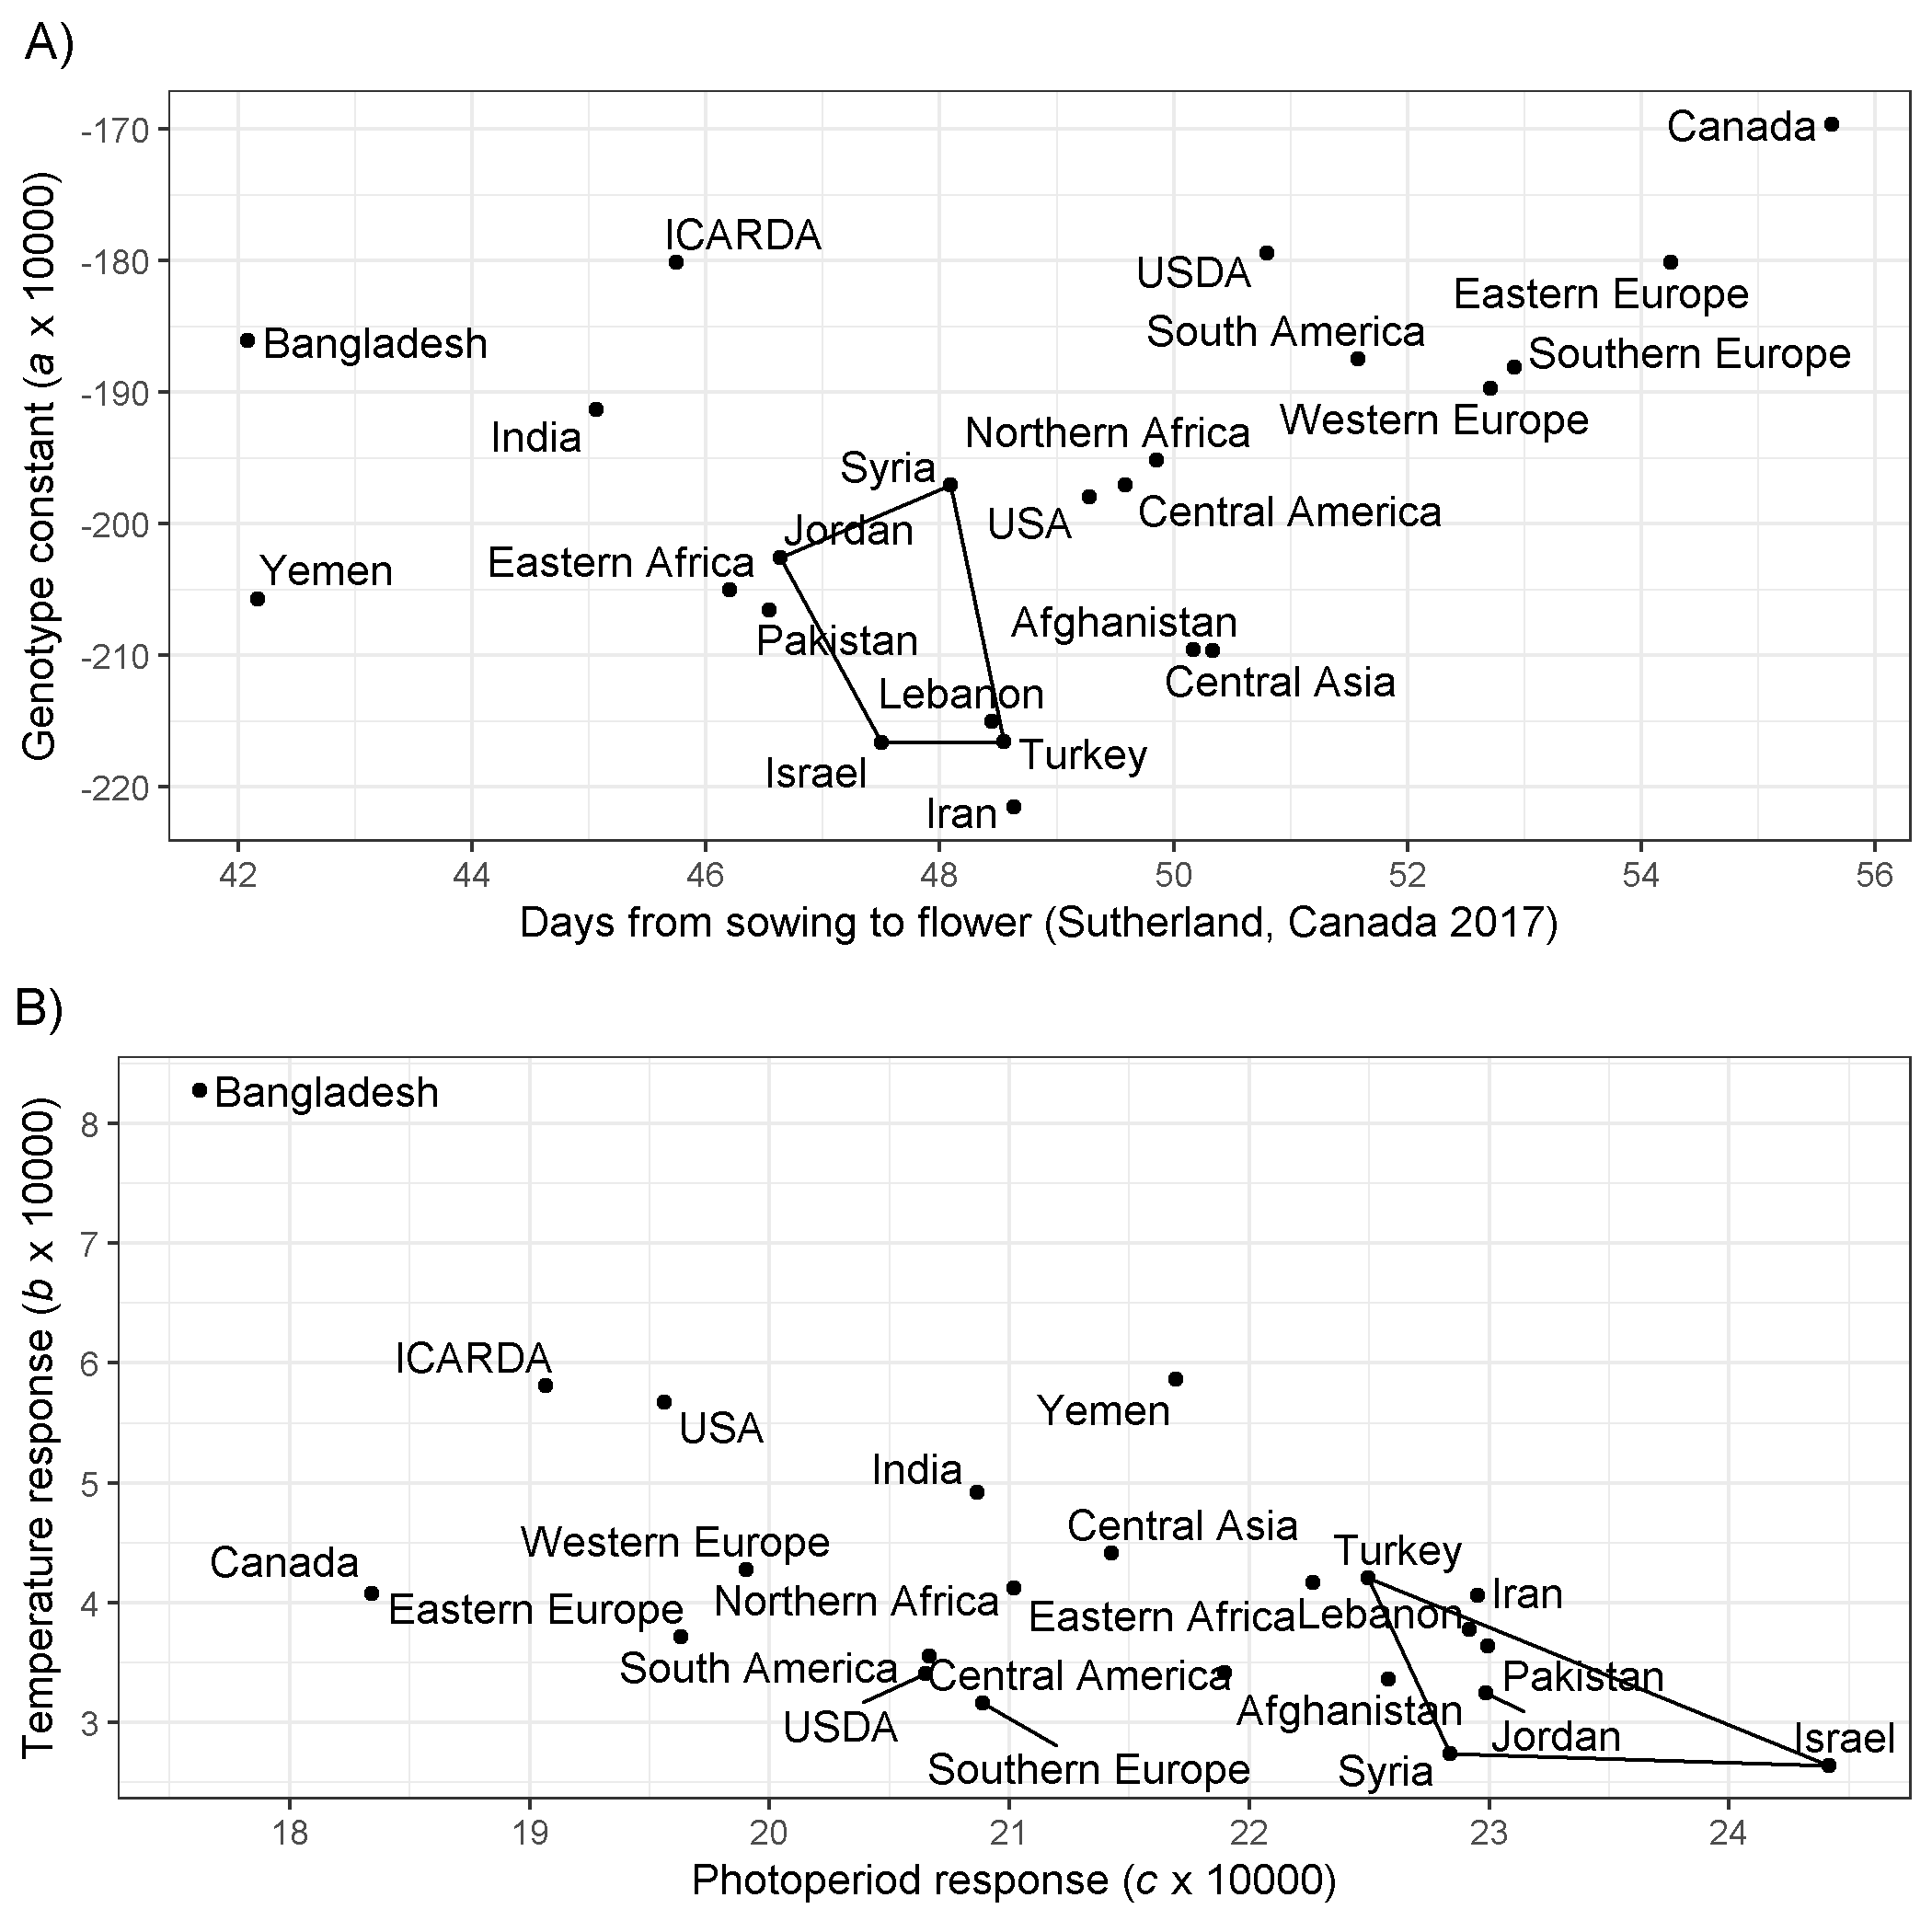 A)
Genotype constant (a x 10000)
-170
-180
-190
-200
-210
-220
Canada
ICARDA
USDA
Eastern Europe
Bangladesh
South America
Southern Europe
Western Europe
India
Northern Africa
Syria
USA
Central America
Jordan
Eastern Africa
Yemen
Afghanistan
Pakistan
Central Asia
Lebanon
Turkey
Israel
Iran
42 44 46 48 50 52 54 56
Days from sowing to flower (Sutherland, Canada 2017)
B)
Temperature response (b x 10000)
8
7
6
5
4
3
Bangladesh
ICARDA
USA
Yemen
India
Central Asia
Western Europe
Turkey
Canada
Iran
Northern Africa
Eastern Europe
Eastern Africa
Lebanon
South America
Central America
Pakistan
Afghanistan
USDA
Jordan
Israel
Southern Europe
Syria
18 19 20 21 22 23 24
Photoperiod response (c x 10000)